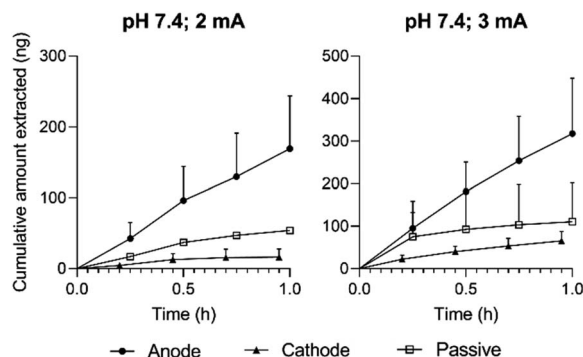 pH 7.4; 2 mA
pH 7.4; 3 mA
Cumulative amount extracted (ng)
300
200
100
0
0.0
0.5
1.0
Time (h)
500
400
300
200
100
0
0.0
0.5
1.0
Time (h)
Anode
Cathode
Passive